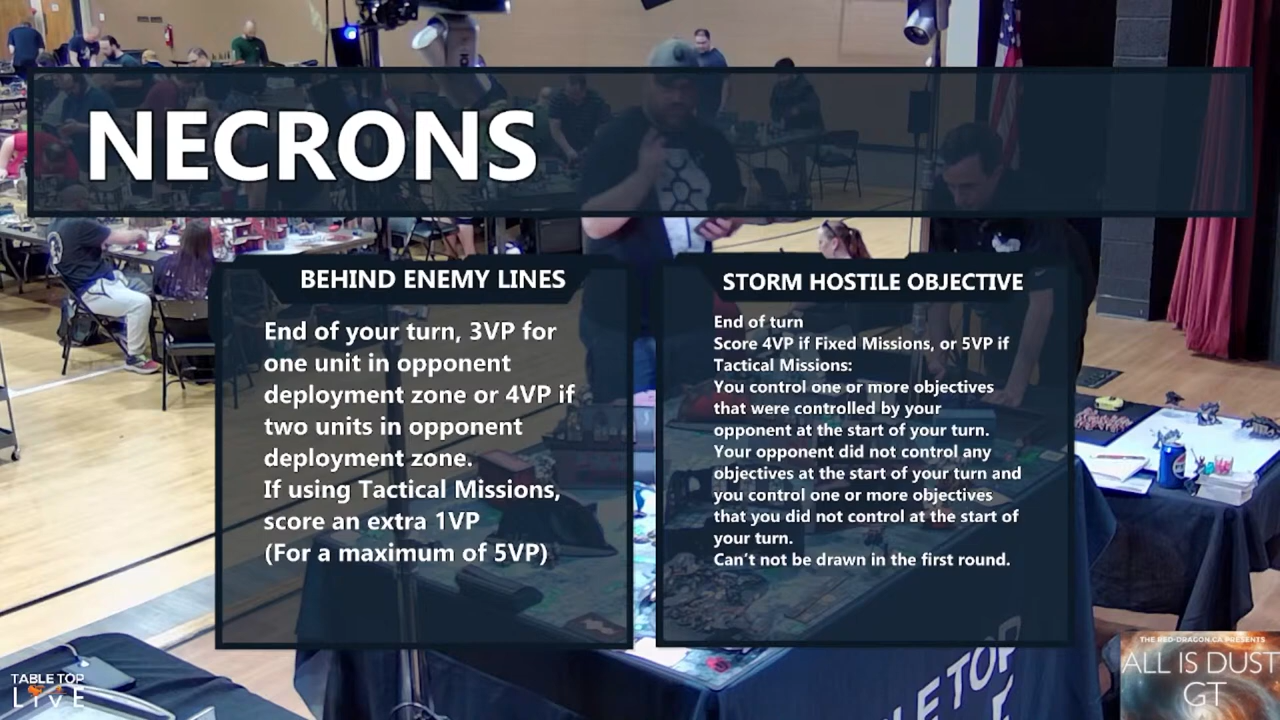 NECRONS
BEHIND ENEMY LINES
End of your turn, 3VP for
one unit in opponent
deployment zone or 4VP if
two units in opponent
deployment zone.
If using Tactical Missions,
score an extra 1VP
(For a maximum of 5VP)
STORM HOSTILE OBJECTIVE
End of turn
Score 4VP if Fixed Missions, or 5VP if
Tactical Missions:
You control one or more objectives
that were controlled by your
opponent at the start of your turn.
Your opponent did not control any
objectives at the start of your turn and
you control one or more objectives
that you did not control at the start of
your turn.
Can't not be drawn in the first round.
TABLE TOP
LIVE
LE TOP
E
THE RED-DRAGON.CA PRESENTS
ALL IS DUST
GT